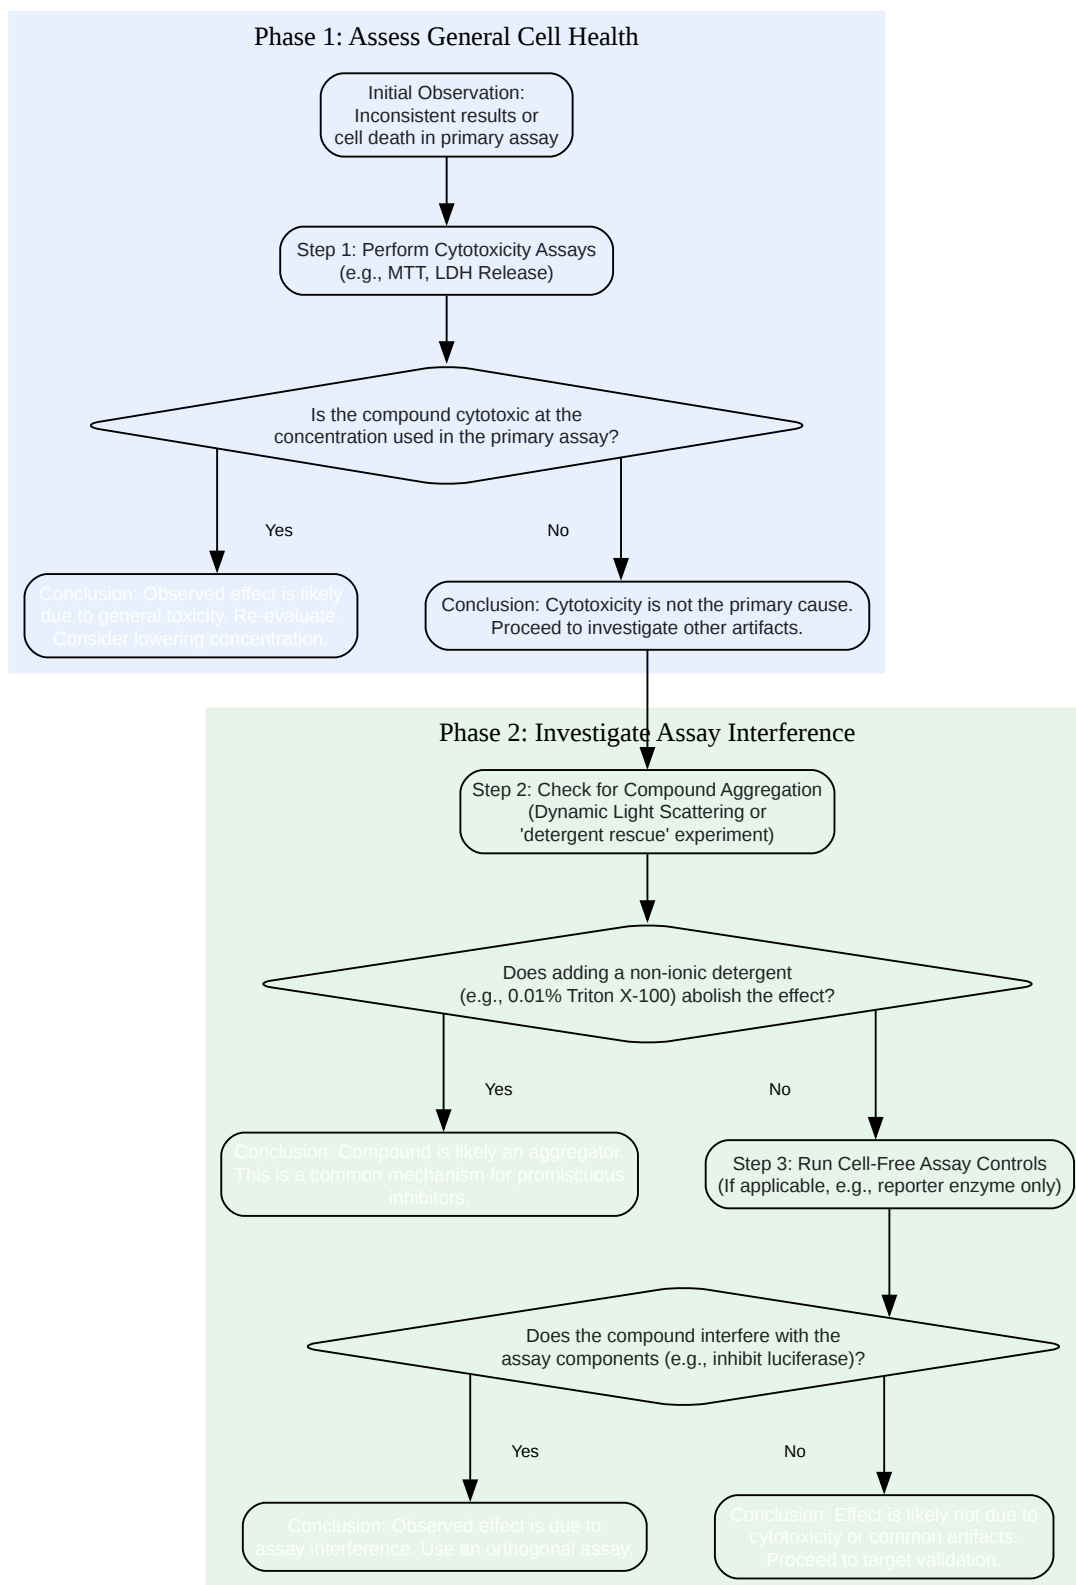 Phase 1: Assess General Cell Health
Initial Observation:
Inconsistent results or
cell death in primary assay
Step 1: Perform Cytotoxicity Assays
(e.g., MTT, LDH Release)
Is the compound cytotoxic at the
concentration used in the primary assay?
Yes
No
Conclusion: Observed effect is likely
due to general toxicity. Re-evaluate.
Consider lowering concentration.
Conclusion: Cytotoxicity is not the primary cause.
Proceed to investigate other artifacts.
Phase 2: Investigate Assay Interference
Step 2: Check for Compound Aggregation
(Dynamic Light Scattering or
'detergent rescue' experiment)
Does adding a non-ionic detergent
(e.g., 0.01% Triton X-100) abolish the effect?
Yes
No
Conclusion: Compound is likely an aggregator.
This is a common mechanism for promiscuous
inhibitors.
Step 3: Run Cell-Free Assay Controls
(If applicable, e.g., reporter enzyme only)
Does the compound interfere with the
assay components (e.g., inhibit luciferase)?
Yes
No
Conclusion: Observed effect is due to
assay interference. Use an orthogonal assay.
Conclusion: Effect is likely not due to
cytotoxicity or common artifacts.
Proceed to target validation.